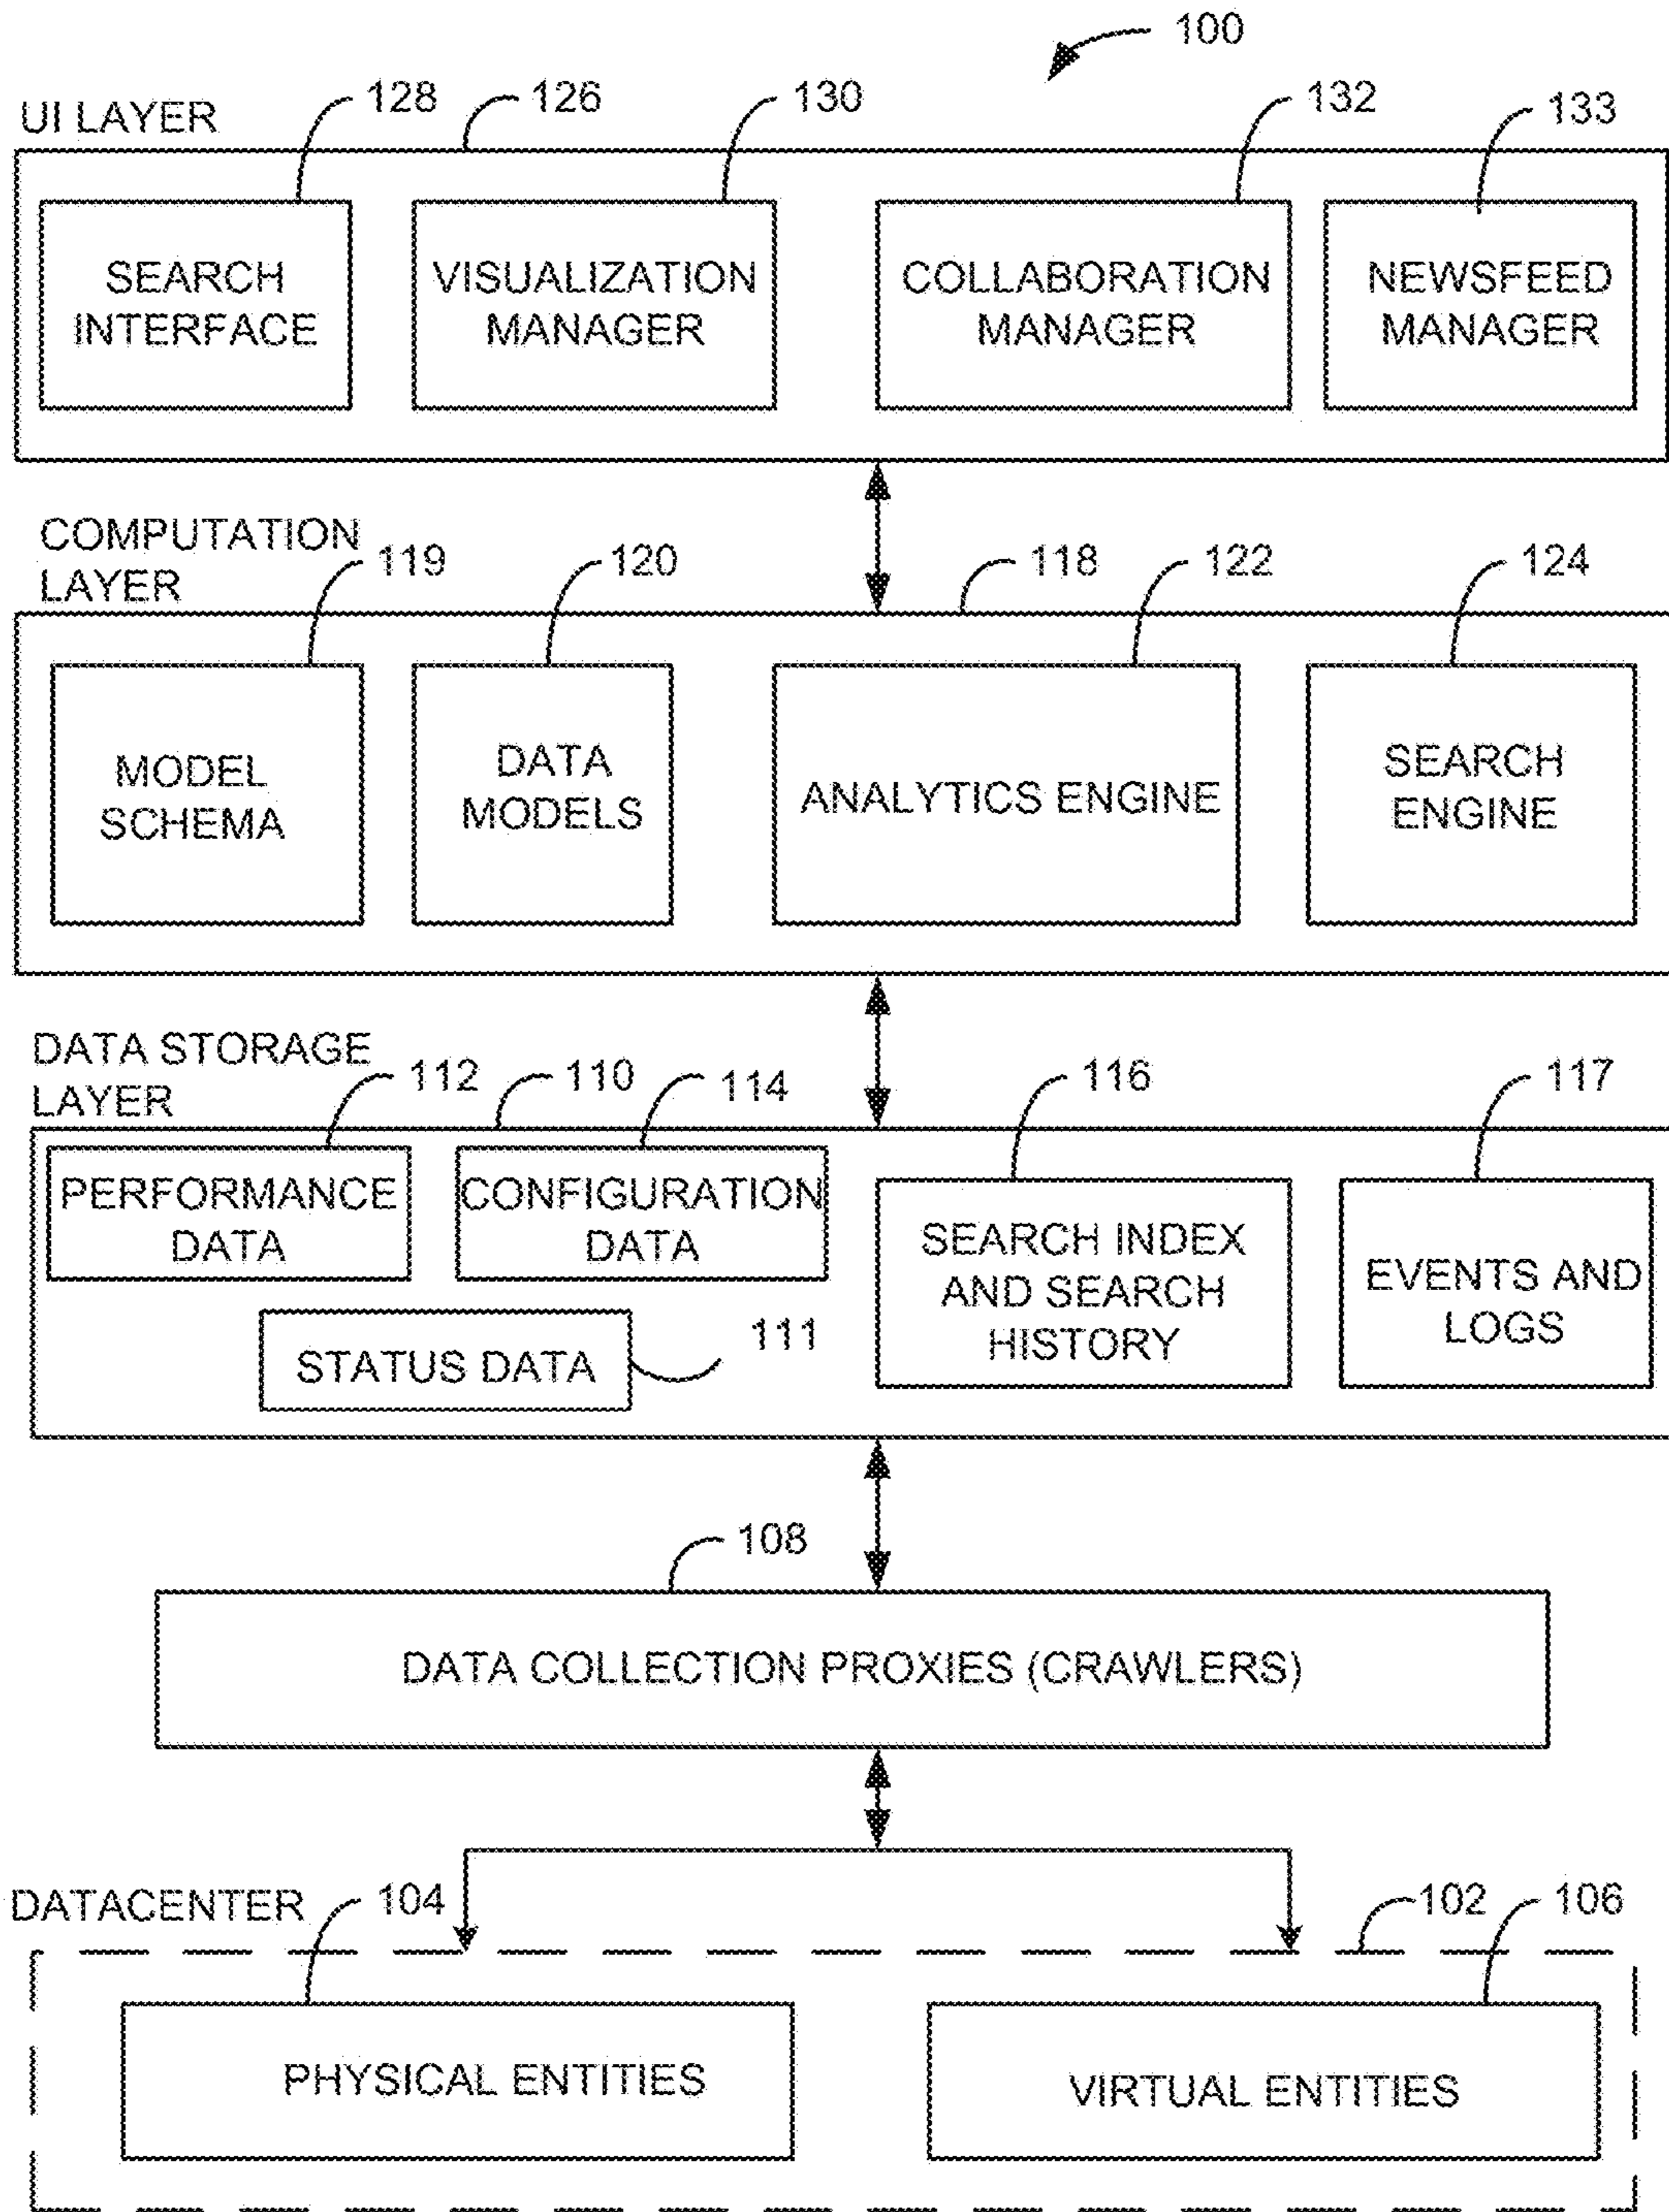 100
UI LAYER
128
126
130
132
133
SEARCH
INTERFACE
VISUALIZATION
MANAGER
COLLABORATION
MANAGER
NEWSFEED
MANAGER
COMPUTATION
LAYER
119
120
118
122
124
MODEL
SCHEMA
DATA
MODELS
ANALYTICS ENGINE
SEARCH
ENGINE
DATA STORAGE
LAYER
112
110
114
116
117
PERFORMANCE
DATA
CONFIGURATION
DATA
SEARCH INDEX
AND SEARCH
HISTORY
EVENTS AND
LOGS
STATUS DATA
111
108
DATA COLLECTION PROXIES (CRAWLERS)
DATACENTER
104
102
106
PHYSICAL ENTITIES
VIRTUAL ENTITIES